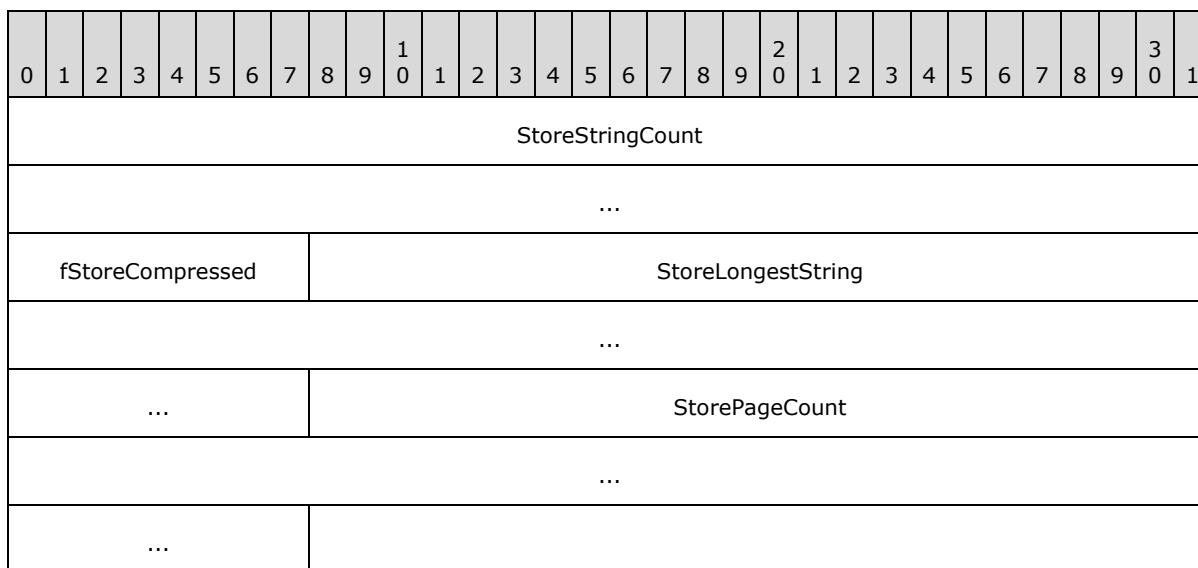 1 2 3
0 1 2 3 4 5 6 7 8 9 0 1 2 3 4 5 6 7 8 9 0 1 2 3 4 5 6 7 8 9 0 1
StoreStringCount
...
fStoreCompressed StoreLongestString
...
... StorePageCount
...
...